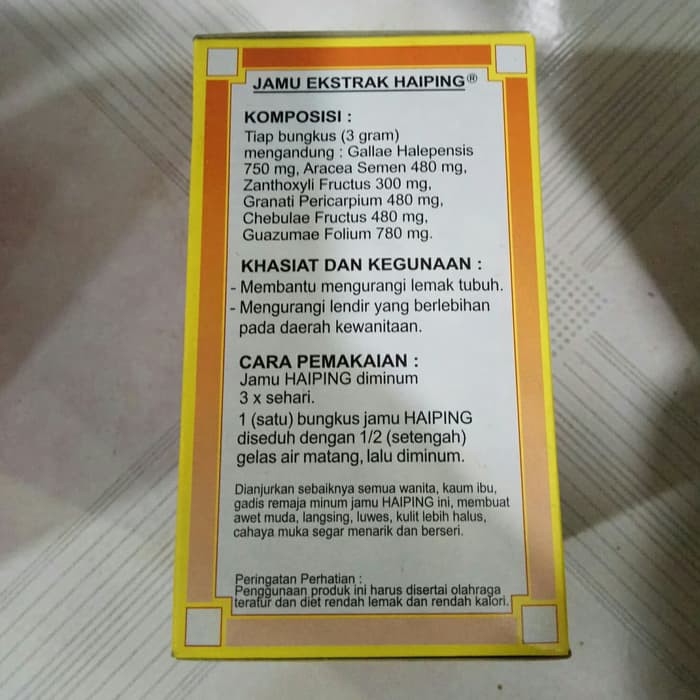 JAMU EKSTRAK HAIPING®
KOMPOSISI :
Tiap bungkus (3 gram)
mengandung : Gallae Halepensis
750 mg, Aracea Semen 480 mg,
Zanthoxyli Fructus 300 mg,
Granati Pericarpium 480 mg,
Chebulae Fructus 480 mg,
Guazumae Folium 780 mg.
KHASIAT DAN KEGUNAAN :
- Membantu mengurangi lemak tubuh.
- Mengurangi lendir yang berlebihan
pada daerah kewanitaan.
CARA PEMAKAIAN :
Jamu HAIPING diminum
3 x sehari.
1 (satu) bungkus jamu HAIPING
diseduh dengan 1/2 (setengah)
gelas air matang, lalu diminum.
Dianjurkan sebaiknya semua wanita, kaum ibu,
gadis remaja minum jamu HAIPING ini, membuat
awet muda, langsing, luwes, kulit lebih halus,
cahaya muka segar menarik dan berseri.
Peringatan Perhatian :
Penggunaan produk ini harus disertai olahraga
teratur dan diet rendah lemak dan rendah kalori.